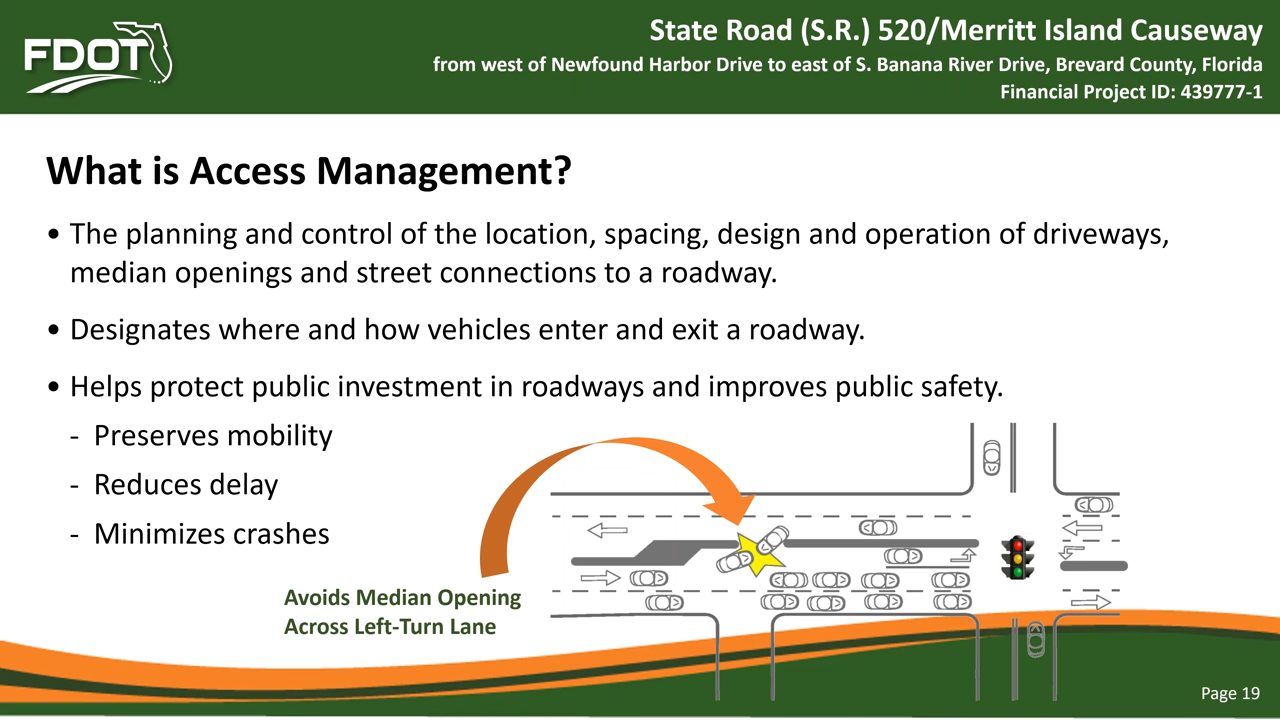 FDOT
State Road (S.R.) 520/Merritt Island Causeway
from west of Newfound Harbor Drive to east of S. Banana River Drive, Brevard County, Florida
Financial Project ID: 439777-1
What is Access Management?
• The planning and control of the location, spacing, design and operation of driveways,
median openings and street connections to a roadway.
• Designates where and how vehicles enter and exit a roadway.
• Helps protect public investment in roadways and improves public safety.
- Preserves mobility
- Reduces delay
- Minimizes crashes
Avoids Median Opening
Across Left-Turn Lane
Page 19